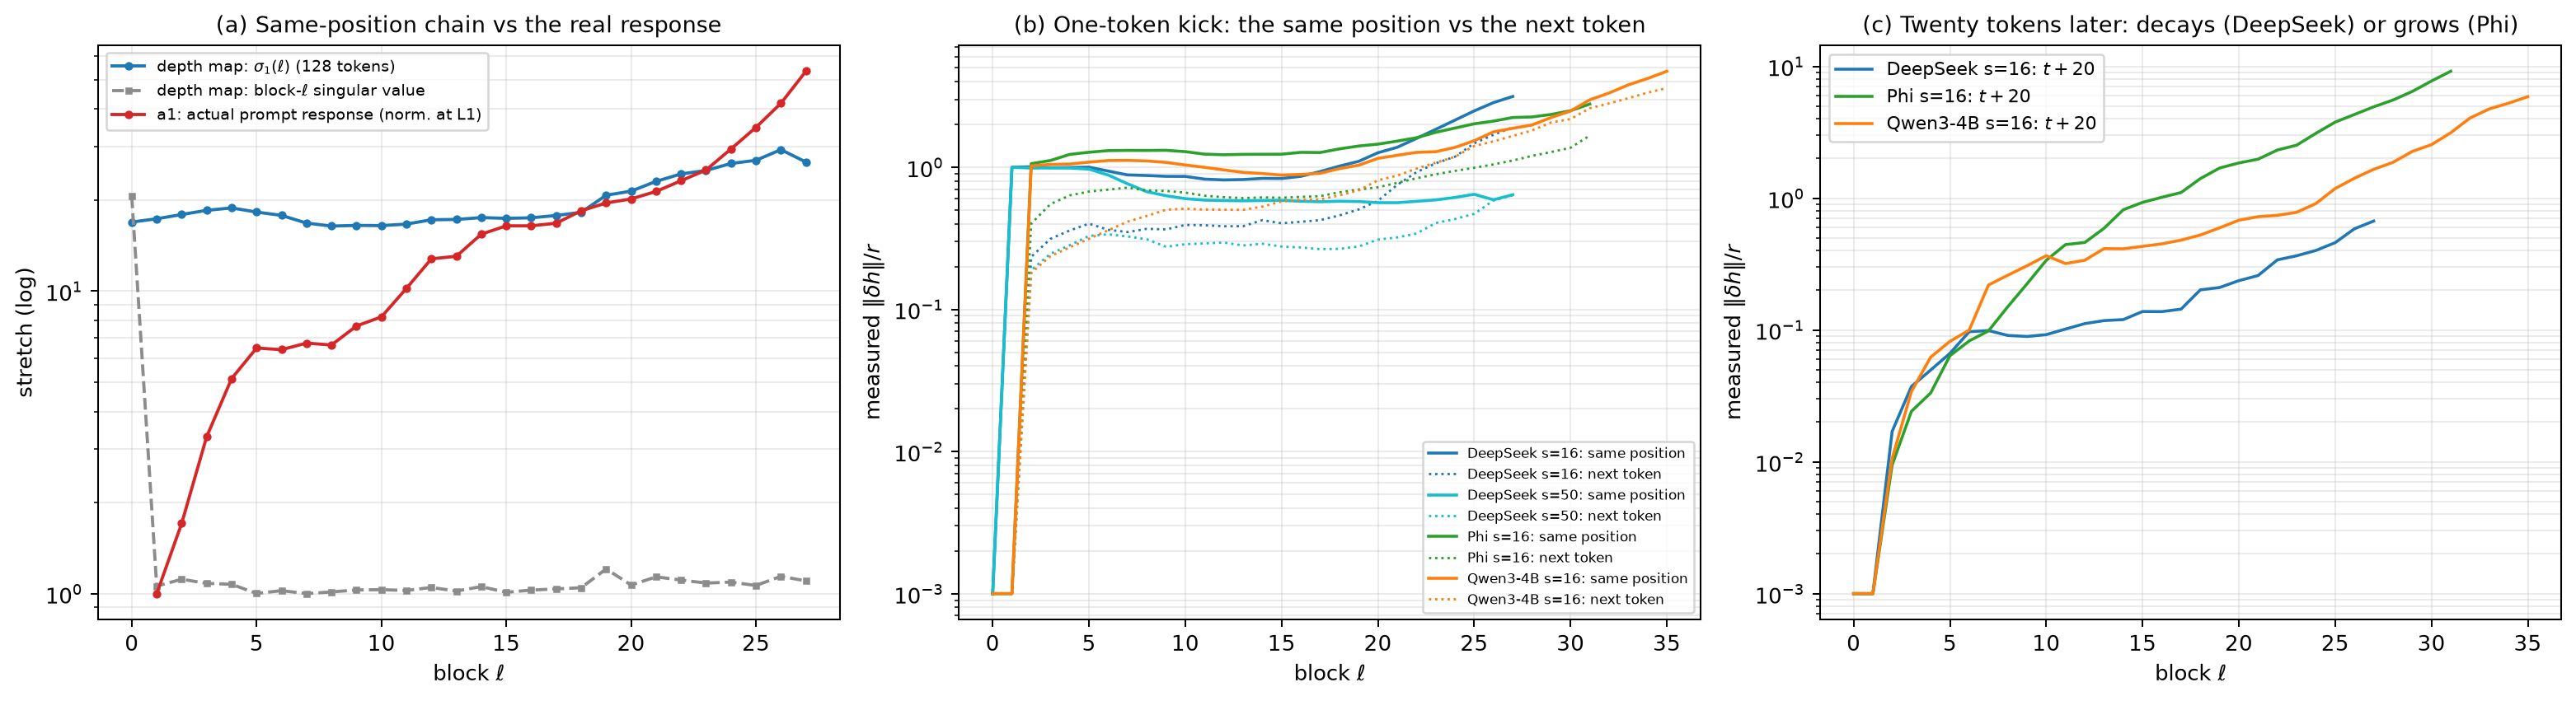 (a) Same-position chain vs the real response
stretch (log)
10¹
10⁰
depth map: σ₁(ℓ) (128 tokens)
depth map: block-ℓ singular value
a1: actual prompt response (norm. at L1)
0 5 10 15 20 25
block ℓ
(b) One-token kick: the same position vs the next token
measured ‖δh‖/r
10⁰
10⁻¹
10⁻²
10⁻³
DeepSeek s=16: same position
DeepSeek s=16: next token
DeepSeek s=50: same position
DeepSeek s=50: next token
Phi s=16: same position
Phi s=16: next token
Qwen3-4B s=16: same position
Qwen3-4B s=16: next token
0 5 10 15 20 25 30 35
block ℓ
(c) Twenty tokens later: decays (DeepSeek) or grows (Phi)
measured ‖δh‖/r
10¹
10⁰
10⁻¹
10⁻²
10⁻³
DeepSeek s=16: t + 20
Phi s=16: t + 20
Qwen3-4B s=16: t + 20
0 5 10 15 20 25 30 35
block ℓ